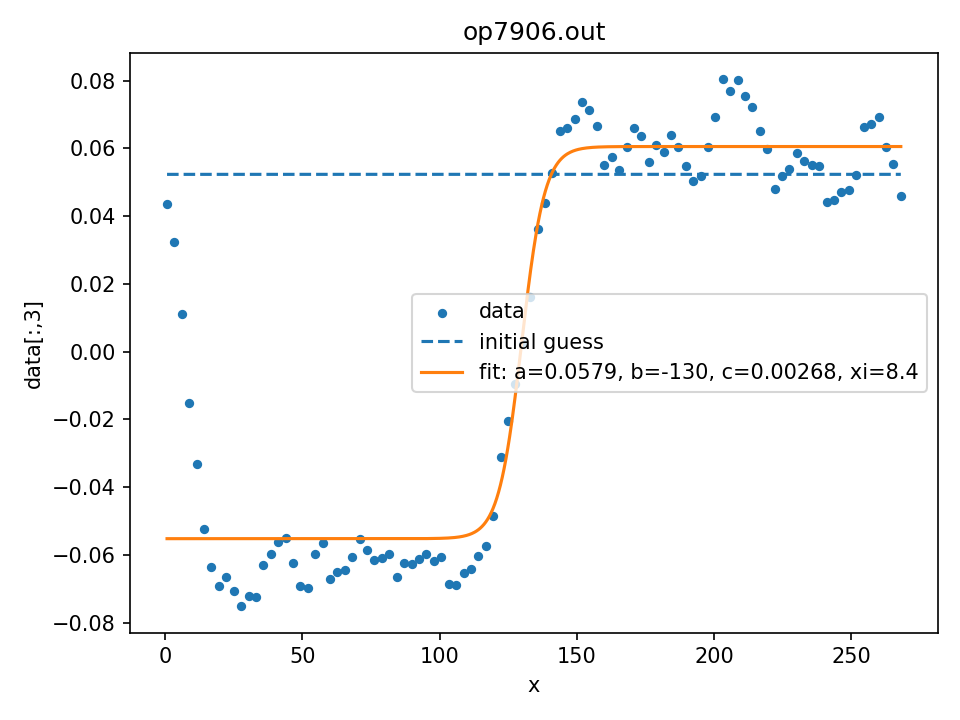 op7906.out
data[:,3]
0.08
0.06
0.04
0.02
0.00
−0.02
−0.04
−0.06
−0.08
data
initial guess
fit: a=0.0579, b=-130, c=0.00268, xi=8.4
0 50 100 150 200 250
x